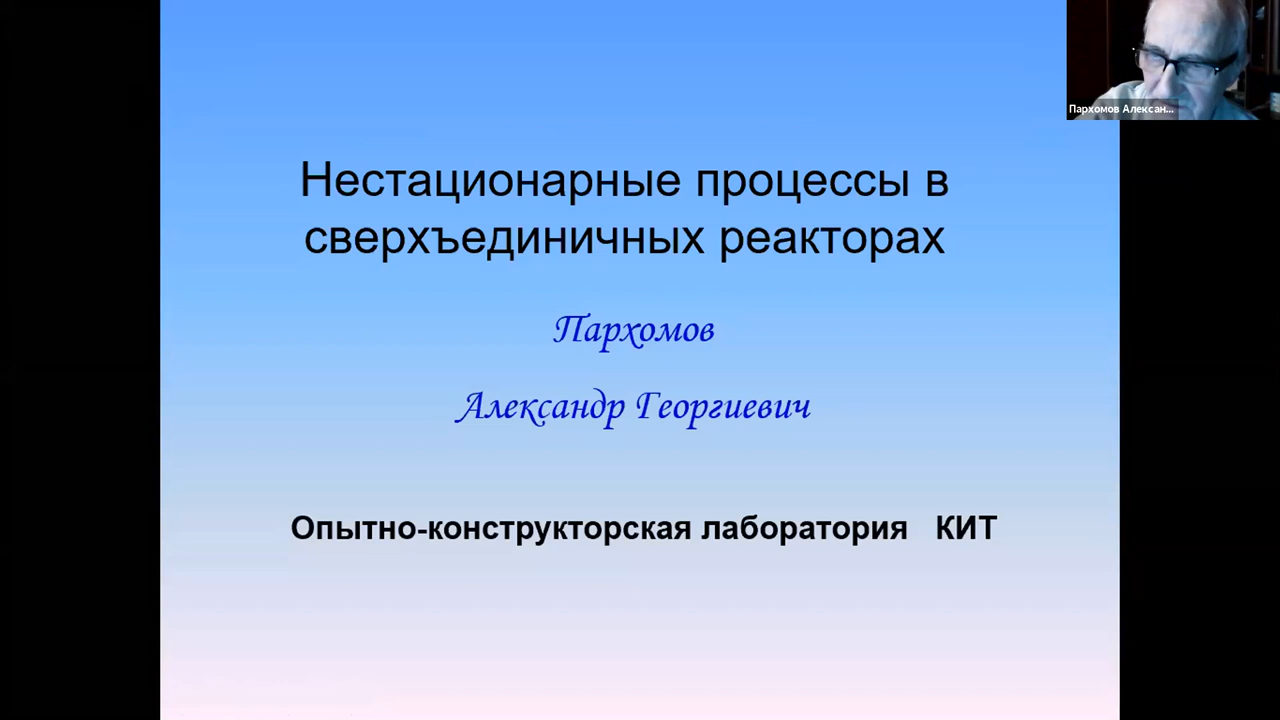 Пархомов Алексан...
Нестационарные процессы в
сверхъединичных реакторах
Пархомов
Александр Георгиевич
Опытно-конструкторская лаборатория КИТ